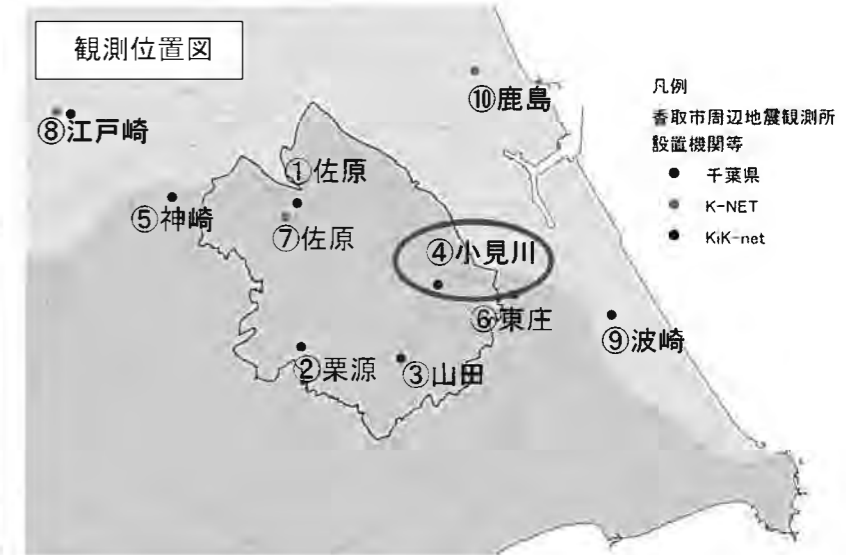 観測位置図
凡例
香取市周辺地震観測所
設置機関等
千葉県
K-NET
KiK-net
⑩鹿島
⑧江戸崎
①佐原
⑤神崎
⑦佐原
④小見川
⑥東庄
⑨波崎
②栗源
③山田